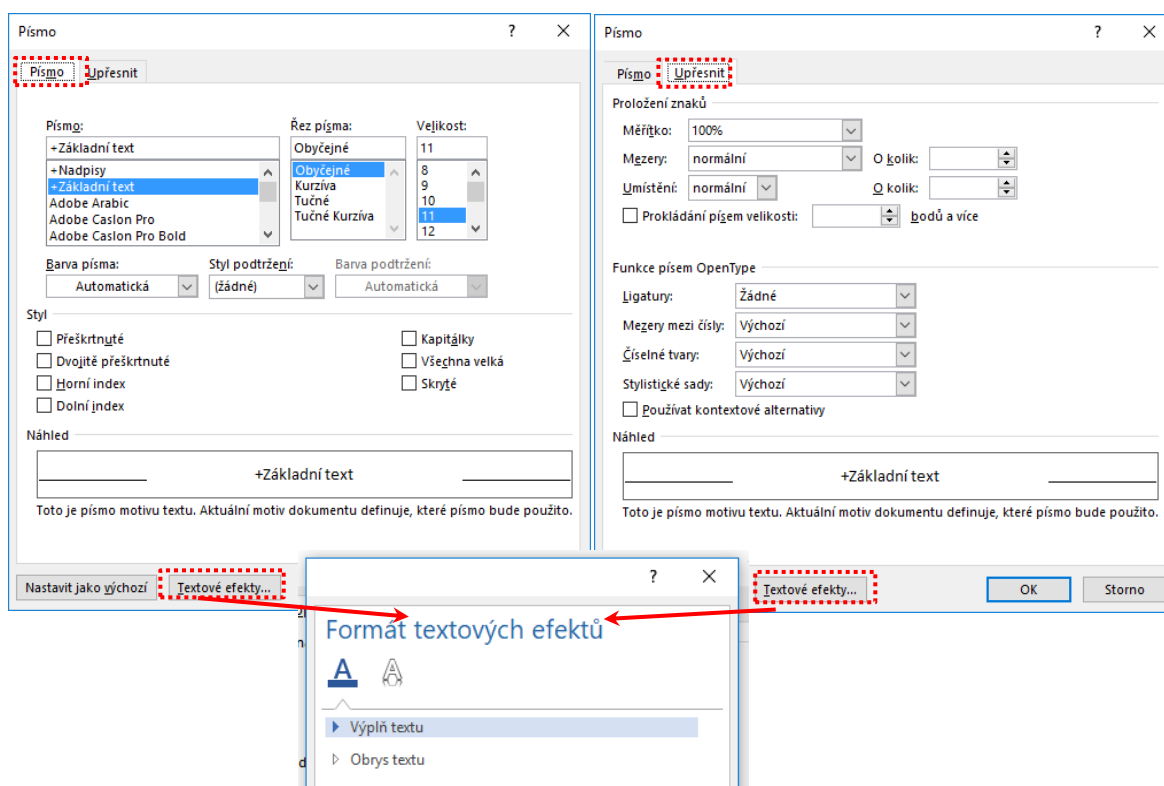 Písmo ?
Písmo Upřesnit
Písmo: Řez písma: Velikost:
+Základní text Obyčejné 11
+Nadpisy Obyčejné 8
+Základní text Kurzíva 9
Adobe Arabic Tučné 10
Adobe Caslon Pro Tučné Kurzíva 11
Adobe Caslon Pro Bold 12
Barva písma: Styl podtržení: Barva podtržení:
Automatická (žádné) Automatická
Styl
Přeškrtnuté Kapitálky
Dvojitě přeškrtnuté Všechna velká
Horní index Skryté
Dolní index
Náhled
+Základní text
Toto je písmo motivu textu. Aktuální motiv dokumentu definuje, které písmo bude použito.
Nastavit jako výchozí Textové efekty...
Písmo ?
Písmo Upřesnit
Proložení znaků
Měřítko: 100%
Mezery: normální O kolik:
Umístění: normální O kolik:
Prokládání písem velikosti: bodů a více
Funkce písem OpenType
Ligatury: Žádné
Mezery mezi čísly: Výchozí
Číselné tvary: Výchozí
Stylistické sady: Výchozí
Používat kontextové alternativy
Náhled
+Základní text
Toto je písmo motivu textu. Aktuální motiv dokumentu definuje, které písmo bude použito.
Textové efekty... OK Storno
?
Formát textových efektů
A A
Výplň textu
Obrys textu